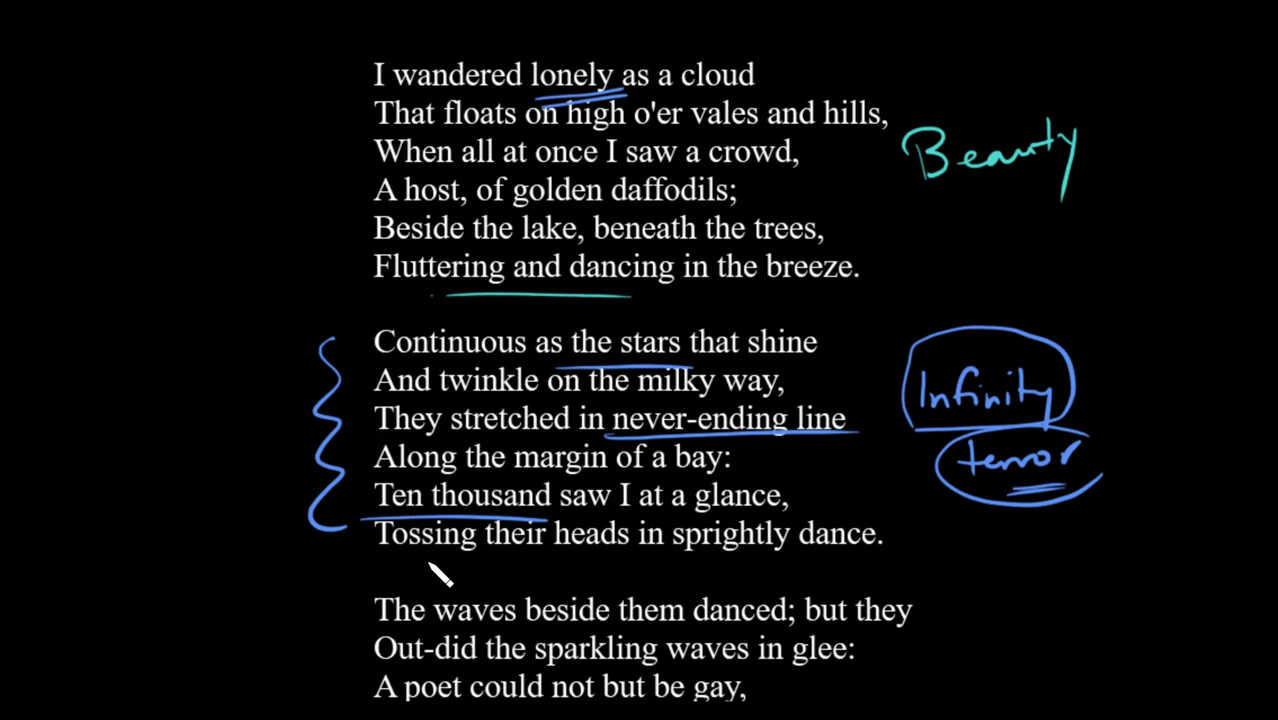 I wandered lonely as a cloud
That floats on high o'er vales and hills,
When all at once I saw a crowd,
A host, of golden daffodils;
Beside the lake, beneath the trees,
Fluttering and dancing in the breeze.
Beauty
Continuous as the stars that shine
And twinkle on the milky way,
They stretched in never-ending line
Along the margin of a bay:
Ten thousand saw I at a glance,
Tossing their heads in sprightly dance.
Infinity
terror
The waves beside them danced; but they
Out-did the sparkling waves in glee:
A poet could not but be gay,